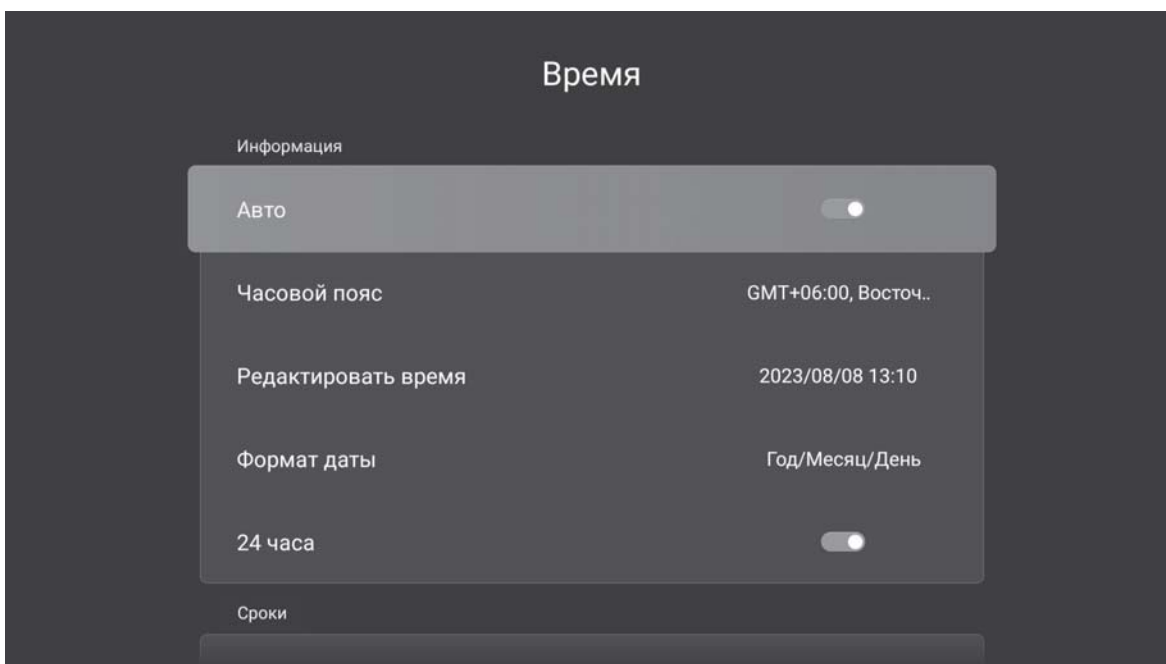 Время
Информация
Авто
Часовой пояс GMT+06:00, Восточ..
Редактировать время 2023/08/08 13:10
Формат даты Год/Месяц/День
24 часа
Сроки